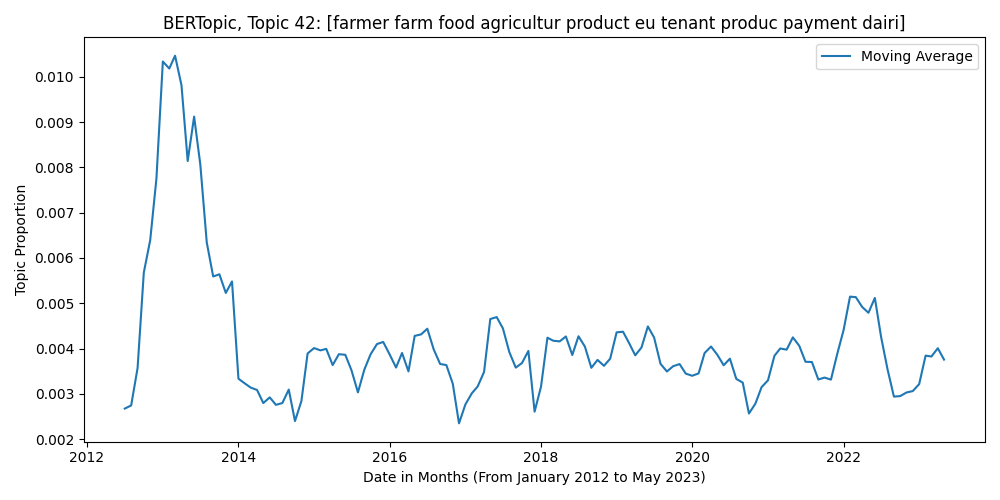 BERTopic, Topic 42: [farmer farm food agricultur product eu tenant produc payment dairi]
Moving Average
0.010
0.009
0.008
0.007
0.006
0.005
0.004
0.003
0.002
Topic Proportion
2012 2014 2016 2018 2020 2022
Date in Months (From January 2012 to May 2023)